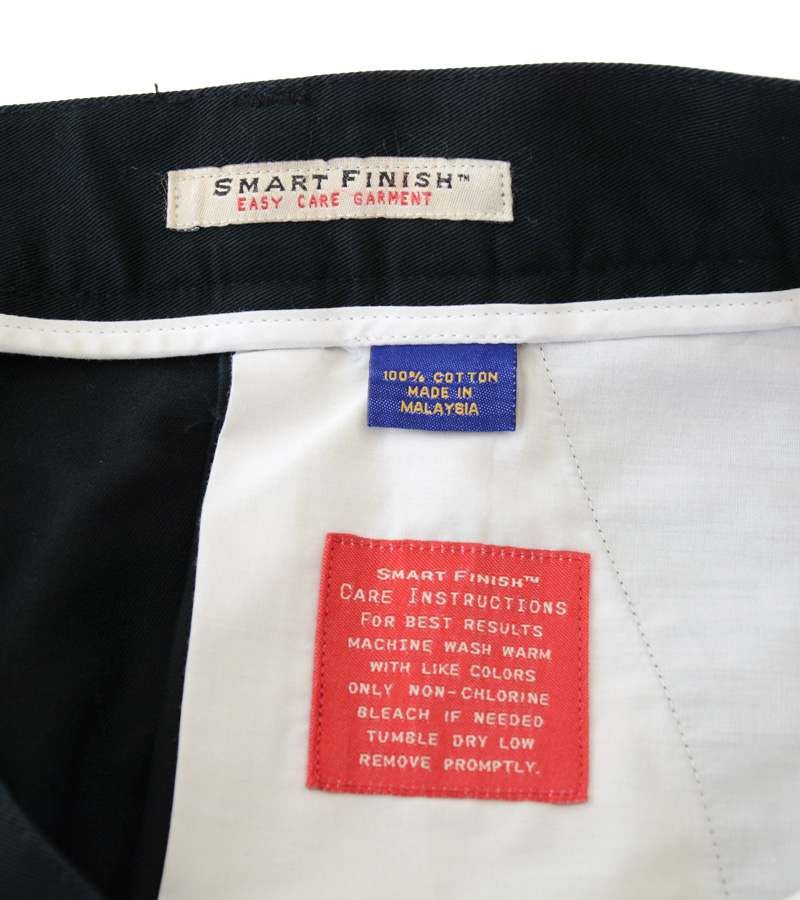 SMART FINISH™
EASY CARE GARMENT
100% COTTON
MADE IN
MALAYSIA
SMART FINISH™
CARE INSTRUCTIONS
FOR BEST RESULTS
MACHINE WASH WARM
WITH LIKE COLORS
ONLY NON-CHLORINE
BLEACH IF NEEDED
TUMBLE DRY LOW
REMOVE PROMPTLY.